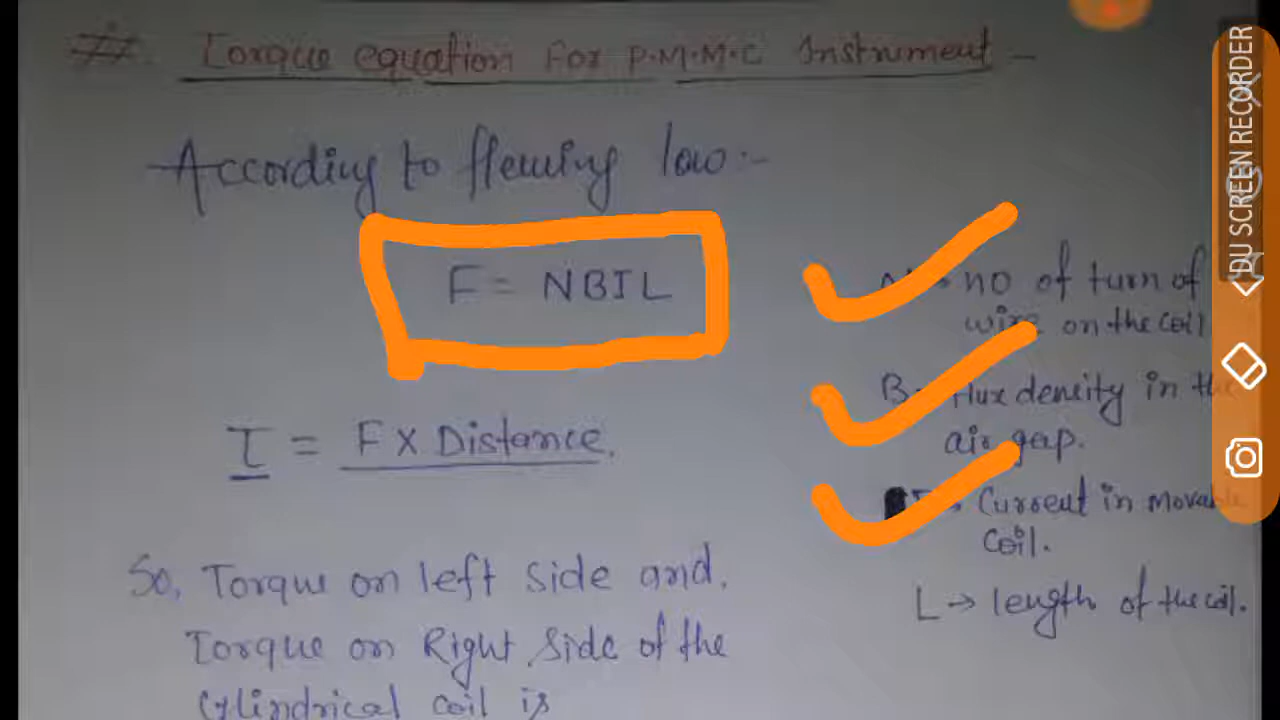 # Torque equation for P.M.M.C Instrument -
According to fleming law:-
F = NBIL
N → no of turn of
wire on the coil
B → flux density in the
air gap.
I → Current in movable
coil.
L → length of the coil.
T = F X Distance.
So, Torque on left side and,
Torque on Right side of the
Cylindrical coil is
DU SCREEN RECORDER